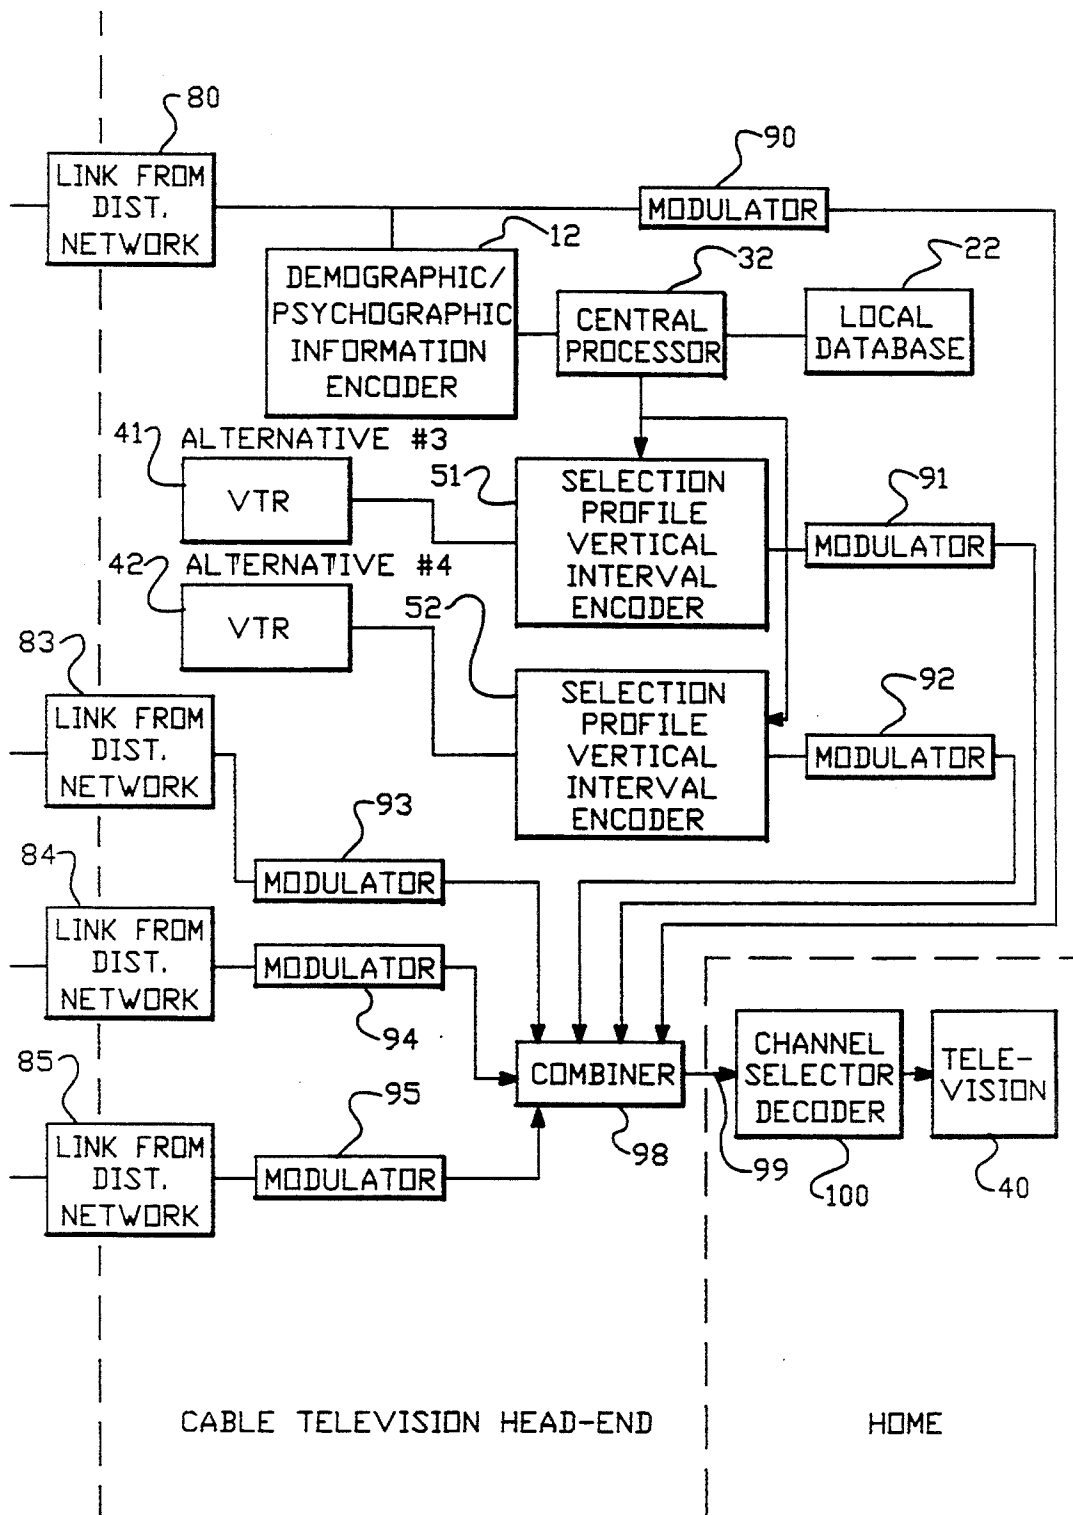 80
LINK FROM
DIST.
NETWORK
90
MODULATOR
12
DEMOGRAPHIC/
PSYCHOGRAPHIC
INFORMATION
ENCODER
32
CENTRAL
PROCESSOR
22
LOCAL
DATABASE
41
ALTERNATIVE #3
VTR
51
SELECTION
PROFILE
VERTICAL
INTERVAL
ENCODER
91
MODULATOR
42
ALTERNATIVE #4
VTR
52
SELECTION
PROFILE
VERTICAL
INTERVAL
ENCODER
92
MODULATOR
83
LINK FROM
DIST.
NETWORK
93
MODULATOR
84
LINK FROM
DIST.
NETWORK
MODULATOR
94
85
LINK FROM
DIST.
NETWORK
95
MODULATOR
COMBINER
98
99
CHANNEL
SELECTOR
DECODER
100
TELE-
VISION
40
CABLE TELEVISION HEAD-END
HOME